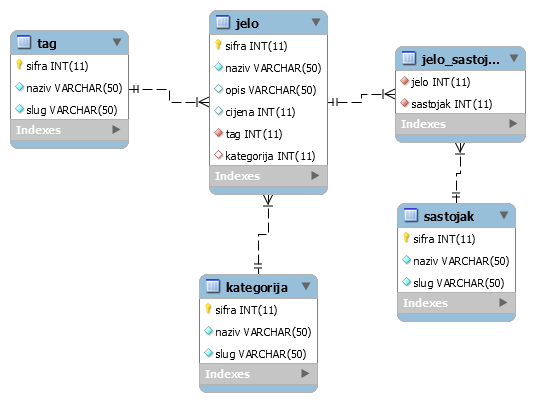 tag
sifra INT(11)
naziv VARCHAR(50)
slug VARCHAR(50)
Indexes
jelo
sifra INT(11)
naziv VARCHAR(50)
opis VARCHAR(50)
cijena INT(11)
tag INT(11)
kategorija INT(11)
Indexes
jelo_sastoj...
jelo INT(11)
sastojak INT(11)
Indexes
sastojak
sifra INT(11)
naziv VARCHAR(50)
slug VARCHAR(50)
Indexes
kategorija
sifra INT(11)
naziv VARCHAR(50)
slug VARCHAR(50)
Indexes